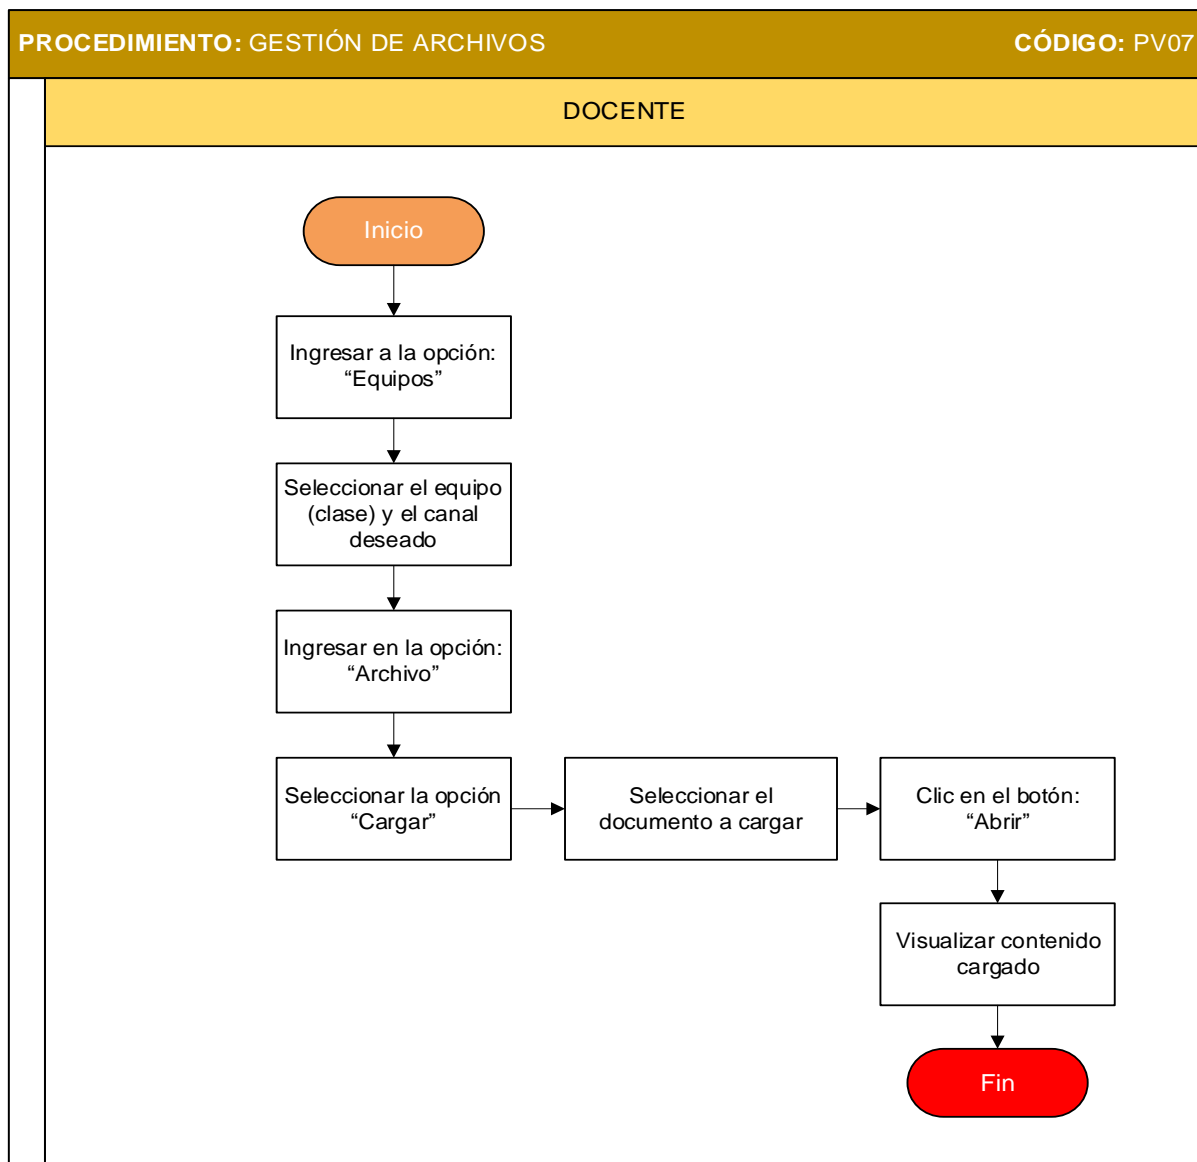 PROCEDIMIENTO: GESTIÓN DE ARCHIVOS
CÓDIGO: PV07
DOCENTE
Inicio
Ingresar a la opción:
“Equipos”
Seleccionar el equipo
(clase) y el canal
deseado
Ingresar en la opción:
“Archivo”
Seleccionar la opción
“Cargar”
Seleccionar el
documento a cargar
Clic en el botón:
“Abrir”
Visualizar contenido
cargado
Fin